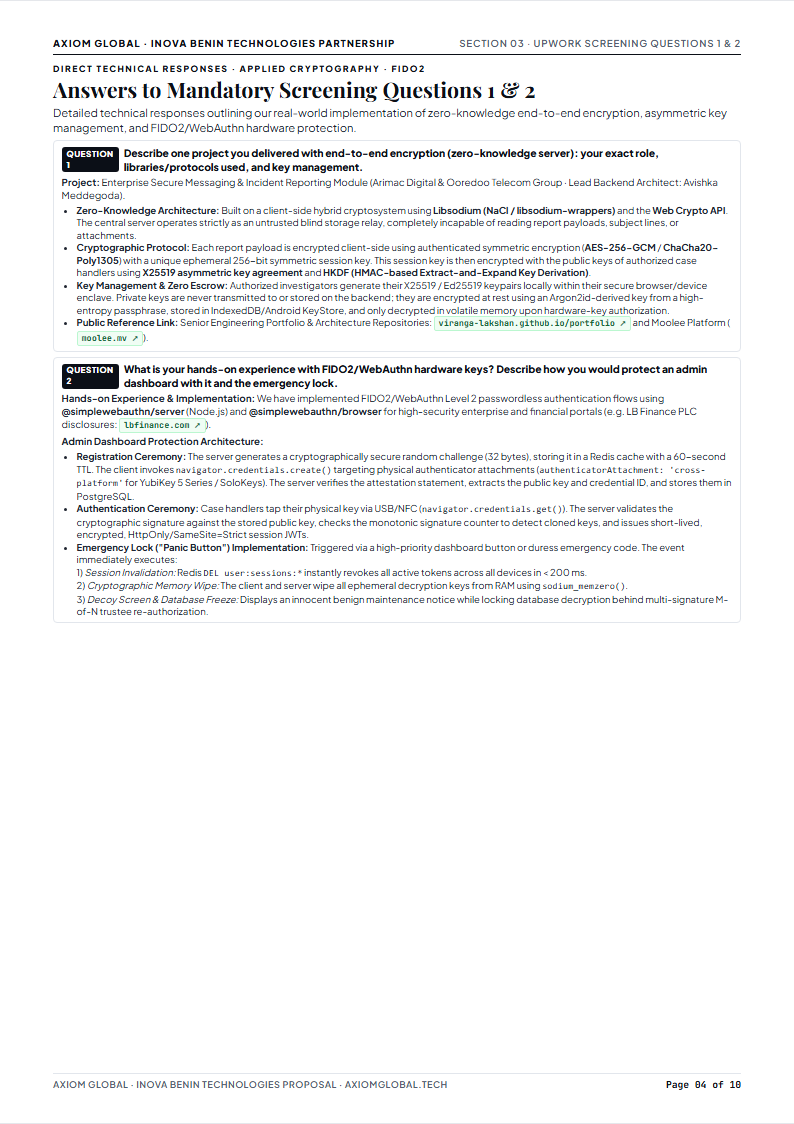 AXIOM GLOBAL · INOVA BENIN TECHNOLOGIES PARTNERSHIP
SECTION 03 · UPWORK SCREENING QUESTIONS 1 & 2
DIRECT TECHNICAL RESPONSES · APPLIED CRYPTOGRAPHY · FIDO2
Answers to Mandatory Screening Questions 1 & 2
Detailed technical responses outlining our real-world implementation of zero-knowledge end-to-end encryption, asymmetric key
management, and FIDO2/WebAuthn hardware protection.
QUESTION
1
Describe one project you delivered with end-to-end encryption (zero-knowledge server): your exact role,
libraries/protocols used, and key management.
Project: Enterprise Secure Messaging & Incident Reporting Module (Arimac Digital & Ooredoo Telecom Group · Lead Backend Architect: Avishka
Meddegoda).
• Zero-Knowledge Architecture: Built on a client-side hybrid cryptosystem using Libsodium (NaCl / libsodium-wrappers) and the Web Crypto API.
The central server operates strictly as an untrusted blind storage relay, completely incapable of reading report payloads, subject lines, or
attachments.
• Cryptographic Protocol: Each report payload is encrypted client-side using authenticated symmetric encryption (AES-256-GCM / ChaCha20-
Poly1305) with a unique ephemeral 256-bit symmetric session key. This session key is then encrypted with the public keys of authorized case
handlers using X25519 asymmetric key agreement and HKDF (HMAC-based Extract-and-Expand Key Derivation).
• Key Management & Zero Escrow: Authorized investigators generate their X25519 / Ed25519 keypairs locally within their secure browser/device
enclave. Private keys are never transmitted to or stored on the backend; they are encrypted at rest using an Argon2id-derived key from a high-
entropy passphrase, stored in IndexedDB/Android KeyStore, and only decrypted in volatile memory upon hardware-key authorization.
• Public Reference Link: Senior Engineering Portfolio & Architecture Repositories: viranga-lakshan.github.io/portfolio ↗ and Moolee Platform (
moolee.mv ↗ ).
QUESTION
2
What is your hands-on experience with FIDO2/WebAuthn hardware keys? Describe how you would protect an admin
dashboard with it and the emergency lock.
Hands-on Experience & Implementation: We have implemented FIDO2/WebAuthn Level 2 passwordless authentication flows using
@simplewebauthn/server (Node.js) and @simplewebauthn/browser for high-security enterprise and financial portals (e.g. LB Finance PLC
disclosures: lbfinance.com ↗ ).
Admin Dashboard Protection Architecture:
• Registration Ceremony: The server generates a cryptographically secure random challenge (32 bytes), storing it in a Redis cache with a 60-second
TTL. The client invokes navigator.credentials.create() targeting physical authenticator attachments (authenticatorAttachment: 'cross-
platform' for YubiKey 5 Series / SoloKeys). The server verifies the attestation statement, extracts the public key and credential ID, and stores them in
PostgreSQL.
• Authentication Ceremony: Case handlers tap their physical key via USB/NFC (navigator.credentials.get()). The server validates the
cryptographic signature against the stored public key, checks the monotonic signature counter to detect cloned keys, and issues short-lived,
encrypted, HttpOnly/SameSite=Strict session JWTs.
• Emergency Lock ("Panic Button") Implementation: Triggered via a high-priority dashboard button or duress emergency code. The event
immediately executes:
1) Session Invalidation: Redis DEL user:sessions:* instantly revokes all active tokens across all devices in < 200 ms.
2) Cryptographic Memory Wipe: The client and server wipe all ephemeral decryption keys from RAM using sodium_memzero().
3) Decoy Screen & Database Freeze: Displays an innocent benign maintenance notice while locking database decryption behind multi-signature M-
of-N trustee re-authorization.
AXIOM GLOBAL · INOVA BENIN TECHNOLOGIES PROPOSAL · AXIOMGLOBAL.TECH
Page 04 of 10